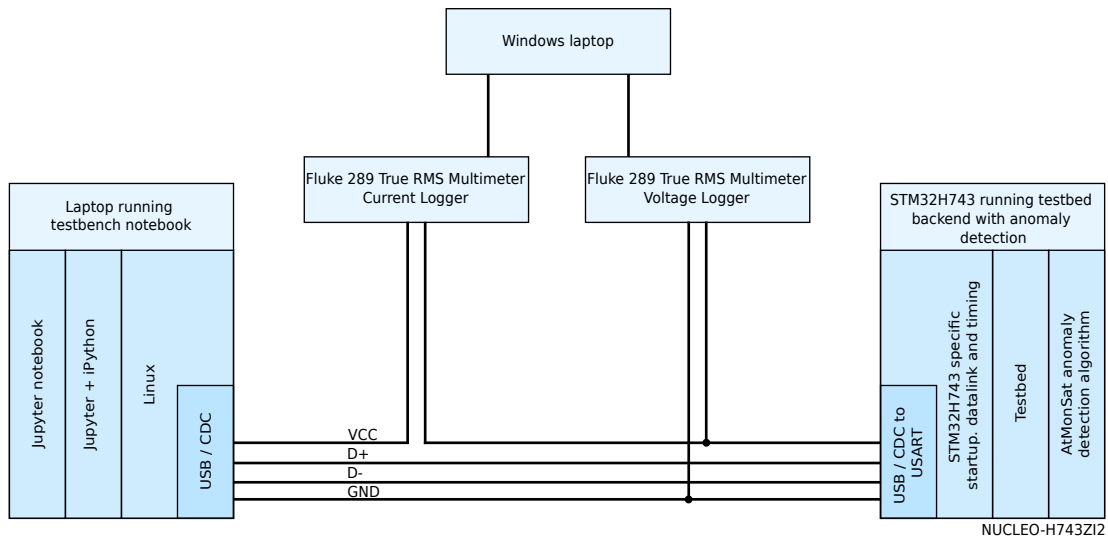 Windows laptop
Fluke 289 True RMS Multimeter
Current Logger
Fluke 289 True RMS Multimeter
Voltage Logger
Laptop running
testbench notebook
STM32H743 running testbed
backend with anomaly
detection
Jupyter notebook
Jupyter + iPython
Linux
USB / CDC
VCC
D+
D-
GND
USB / CDC to
USART
STM32H743 specific
startup. datalink and timing
Testbed
AtMonSat anomaly
detection algorithm
NUCLEO-H743ZI2